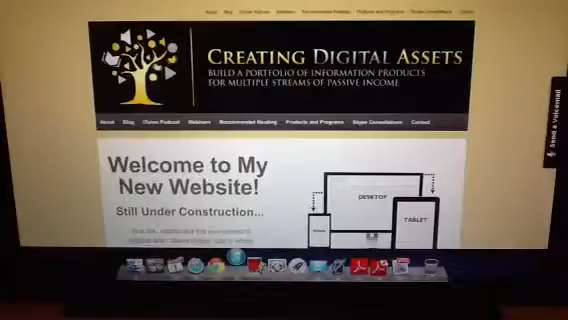 About Blog
CREATING DIGITAL ASSETS
BUILD A PORTFOLIO OF INFORMATION PRODUCTS
FOR MULTIPLE STREAMS OF PASSIVE INCOME
About Blog iTunes Podcast Webinars Recommended Reading Products and Programs Skype Consultations Contact
Send a Voicemail
Welcome to My
New Website!
Still Under Construction...
DESKTOP
TABLET